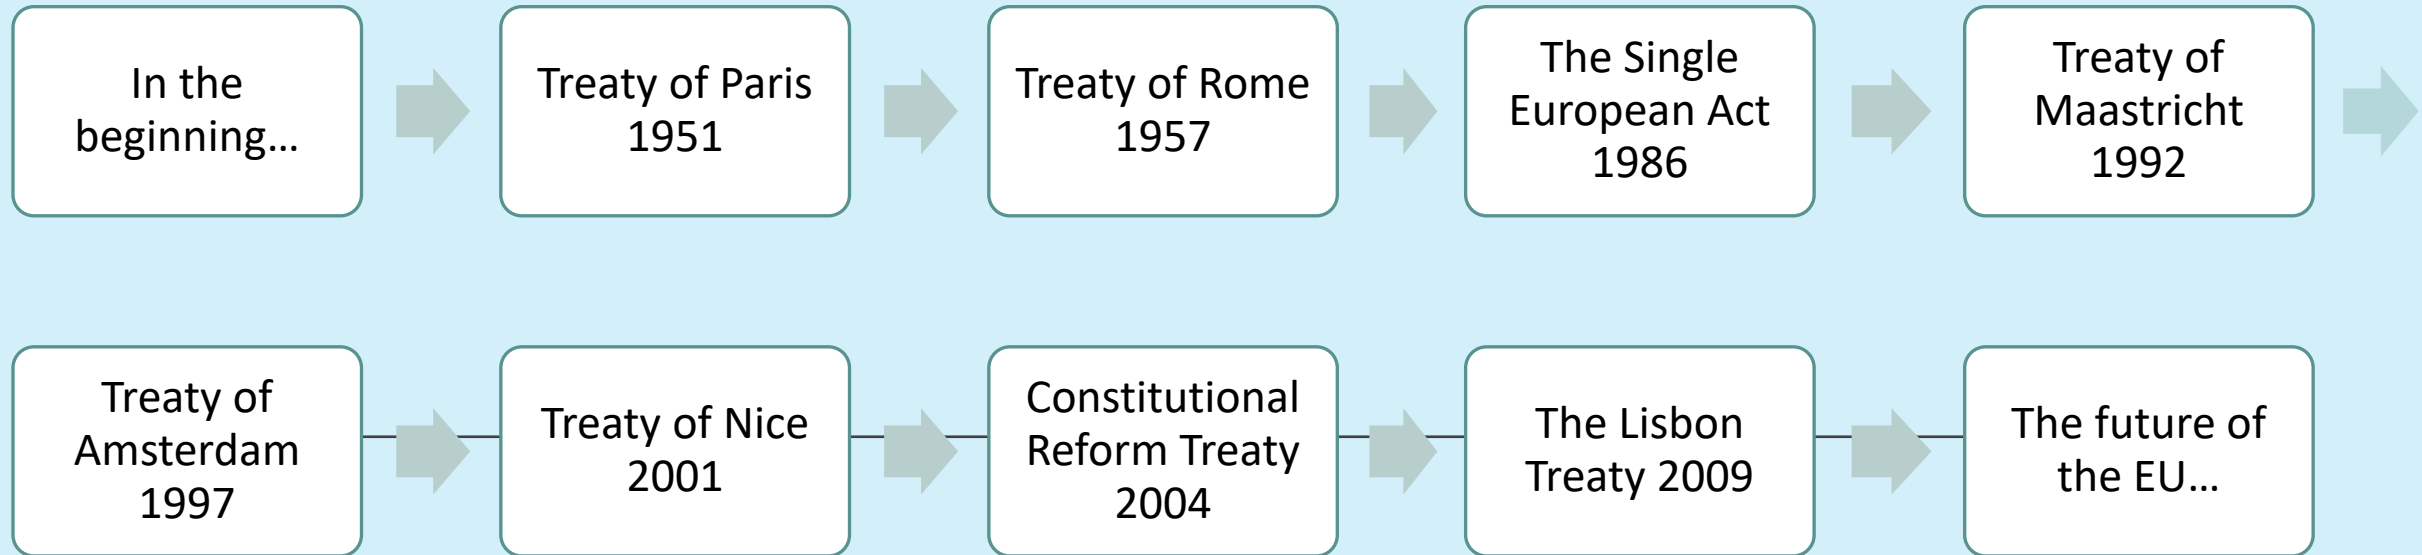 In the
beginning…
Treaty of Paris
1951
Treaty of Rome
1957
The Single
European Act
1986
Treaty of
Maastricht
1992
Treaty of
Amsterdam
1997
Treaty of Nice
2001
Constitutional
Reform Treaty
2004
The Lisbon
Treaty 2009
The future of
the EU…